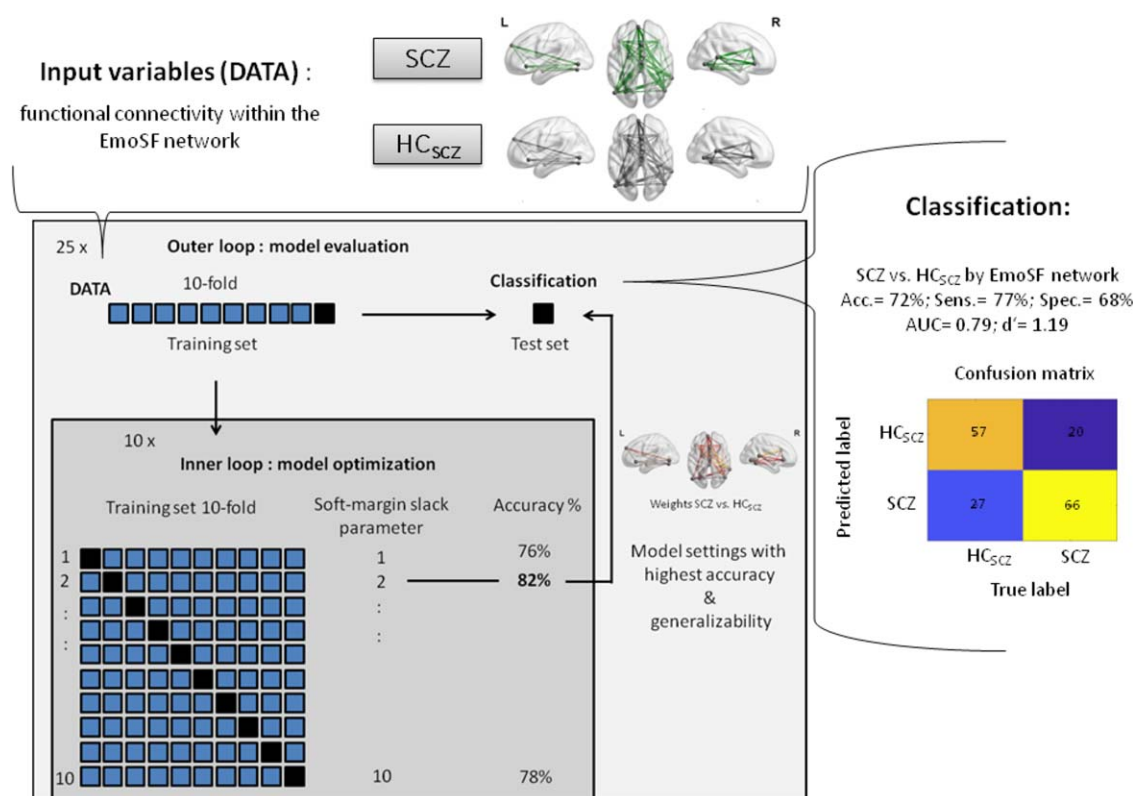 L
R
SCZ
Input variables (DATA) :
functional connectivity within the
EmoSF network
HCSCZ
25 x
Outer loop : model evaluation
DATA
10-fold
Classification
Training set
Test set
10 x
Inner loop : model optimization
Training set 10-fold
Soft-margin slack
parameter
Accuracy %
1
1
76%
2
2
82%
:
:
:
:
10
10
78%
L
R
Weights SCZ vs. HCSCZ
Model settings with
highest accuracy
&
generalizability
Classification:
SCZ vs. HCSCZ by EmoSF network
Acc.= 72%; Sens.= 77%; Spec.= 68%
AUC= 0.79; d'= 1.19
Confusion matrix
Predicted label
HCSCZ
57
20
SCZ
27
66
HCSCZ
SCZ
True label